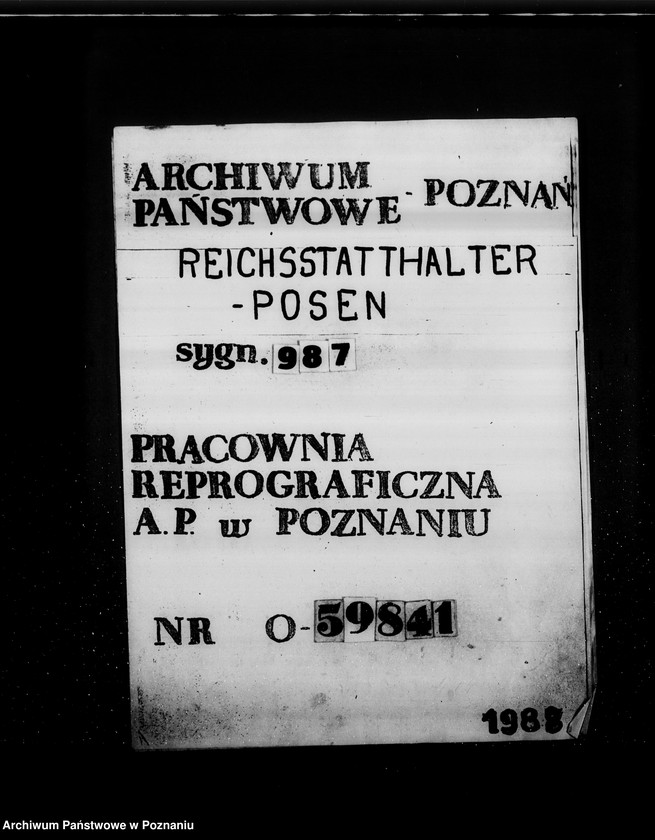 ARCHIWUM
PAŃSTWOWE - POZNAŃ
REICHSSTATTHALTER
-POSEN
sygn. 987
PRACOWNIA
REPROGRAFICZNA
A.P. w POZNANIU
NR O-59841
1988
Archiwum Państwowe w Poznaniu